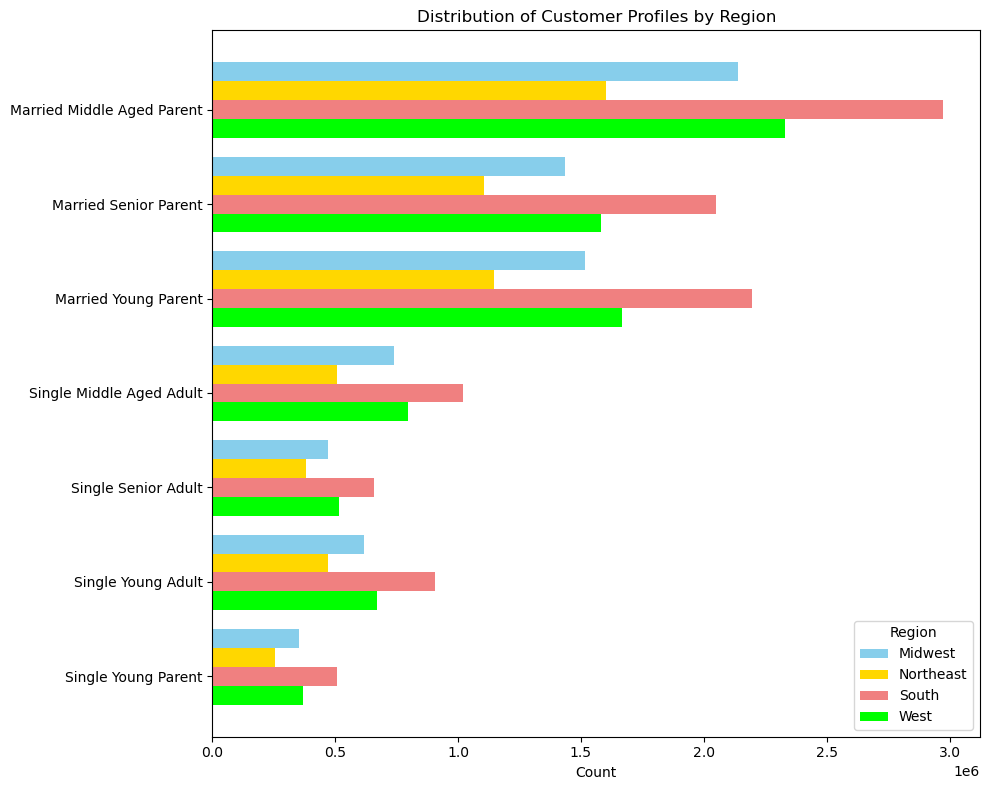 Distribution of Customer Profiles by Region
Married Middle Aged Parent
Married Senior Parent
Married Young Parent
Single Middle Aged Adult
Single Senior Adult
Single Young Adult
Single Young Parent
Region
Midwest
Northeast
South
West
0.0 0.5 1.0 1.5 2.0 2.5 3.0
1e6
Count